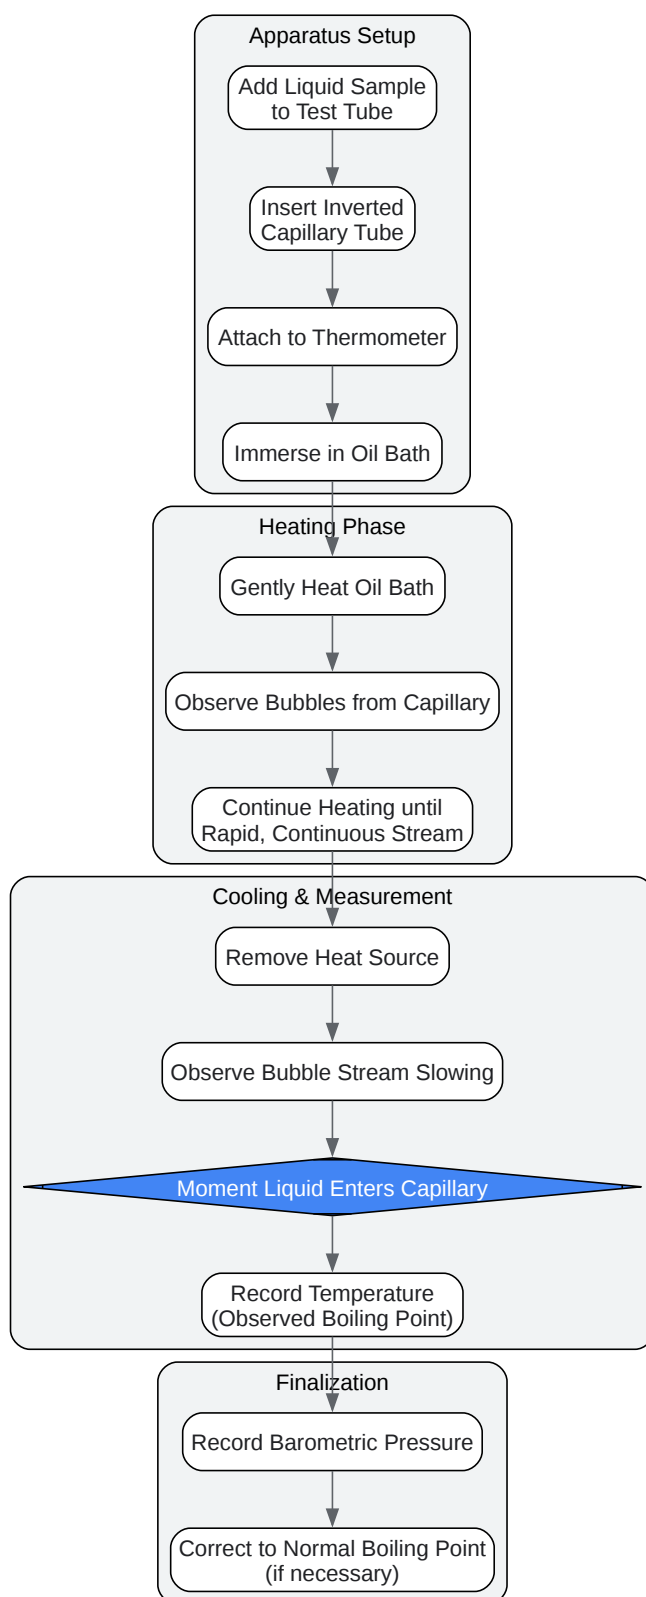 Apparatus Setup
Add Liquid Sample
to Test Tube
Insert Inverted
Capillary Tube
Attach to Thermometer
Immerse in Oil Bath
Heating Phase
Gently Heat Oil Bath
Observe Bubbles from Capillary
Continue Heating until
Rapid, Continuous Stream
Cooling & Measurement
Remove Heat Source
Observe Bubble Stream Slowing
Moment Liquid Enters Capillary
Record Temperature
(Observed Boiling Point)
Finalization
Record Barometric Pressure
Correct to Normal Boiling Point
(if necessary)